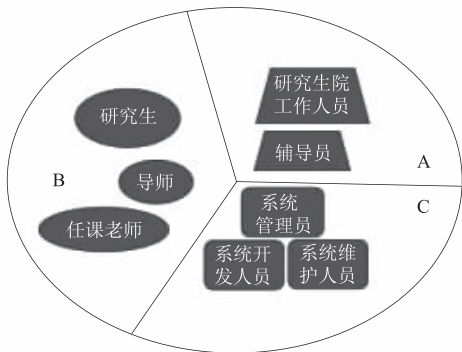 研究生院
工作人员
辅导员
A
研究生
导师
任课老师
B
C
系统
管理员
系统开
发人员
系统维
护人员